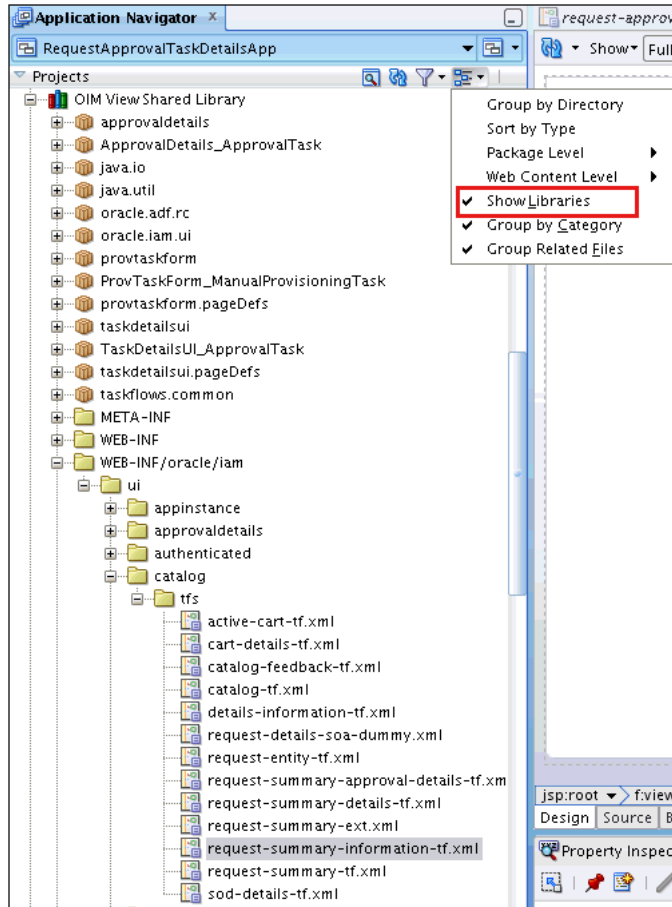 Application Navigator
request-approv
RequestApprovalTaskDetailsApp
Show
Full
Projects
OIM View Shared Library
approvaldetails
ApprovalDetails_ApprovalTask
java.io
java.util
oracle.adf.rc
oracle.iam.ui
provtaskform
ProvTaskForm_ManualProvisioningTask
provtaskform.pageDefs
taskdetailsui
TaskDetailsUI_ApprovalTask
taskdetailsui.pageDefs
taskflows.common
META-INF
WEB-INF
WEB-INF/oracle/iam
ui
appinstance
approvaldetails
authenticated
catalog
tfs
active-cart-tf.xml
cart-details-tf.xml
catalog-feedback-tf.xml
catalog-tf.xml
details-information-tf.xml
request-details-soa-dummy.xml
request-entity-tf.xml
request-summary-approval-details-tf.xm
request-summary-details-tf.xml
request-summary-ext.xml
request-summary-information-tf.xml
request-summary-tf.xml
sod-details-tf.xml
Group by Directory
Sort by Type
Package Level
Web Content Level
Show Libraries
Group by Category
Group Related Files
jsp:root
f:view
Design
Source
B
Property Inspec